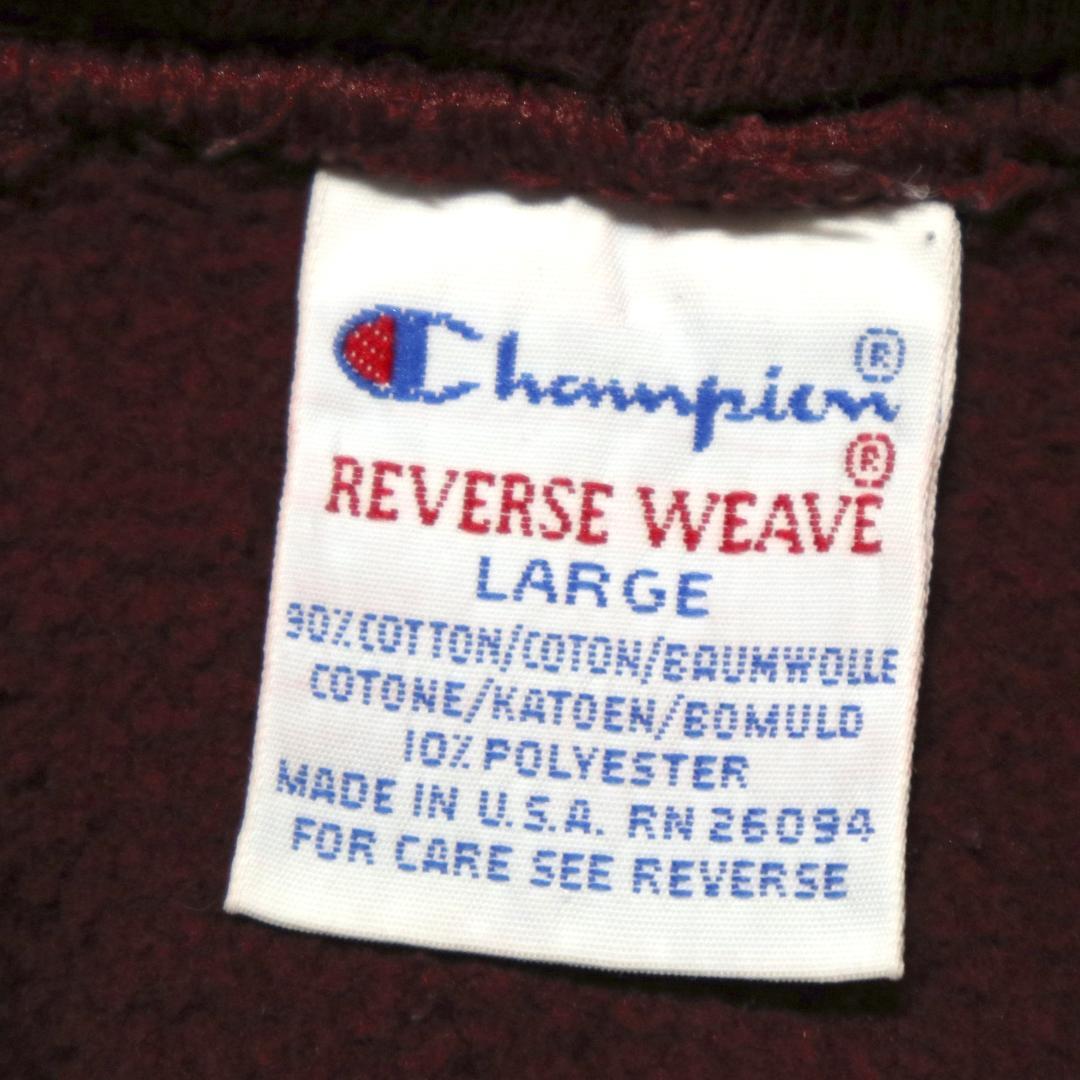 Champion®
REVERSE WEAVE®
LARGE
90% COTTON/COTON/BAUMWOLLE
COTONE/KATOEN/BOMULD
10% POLYESTER
MADE IN U.S.A. RN 26094
FOR CARE SEE REVERSE